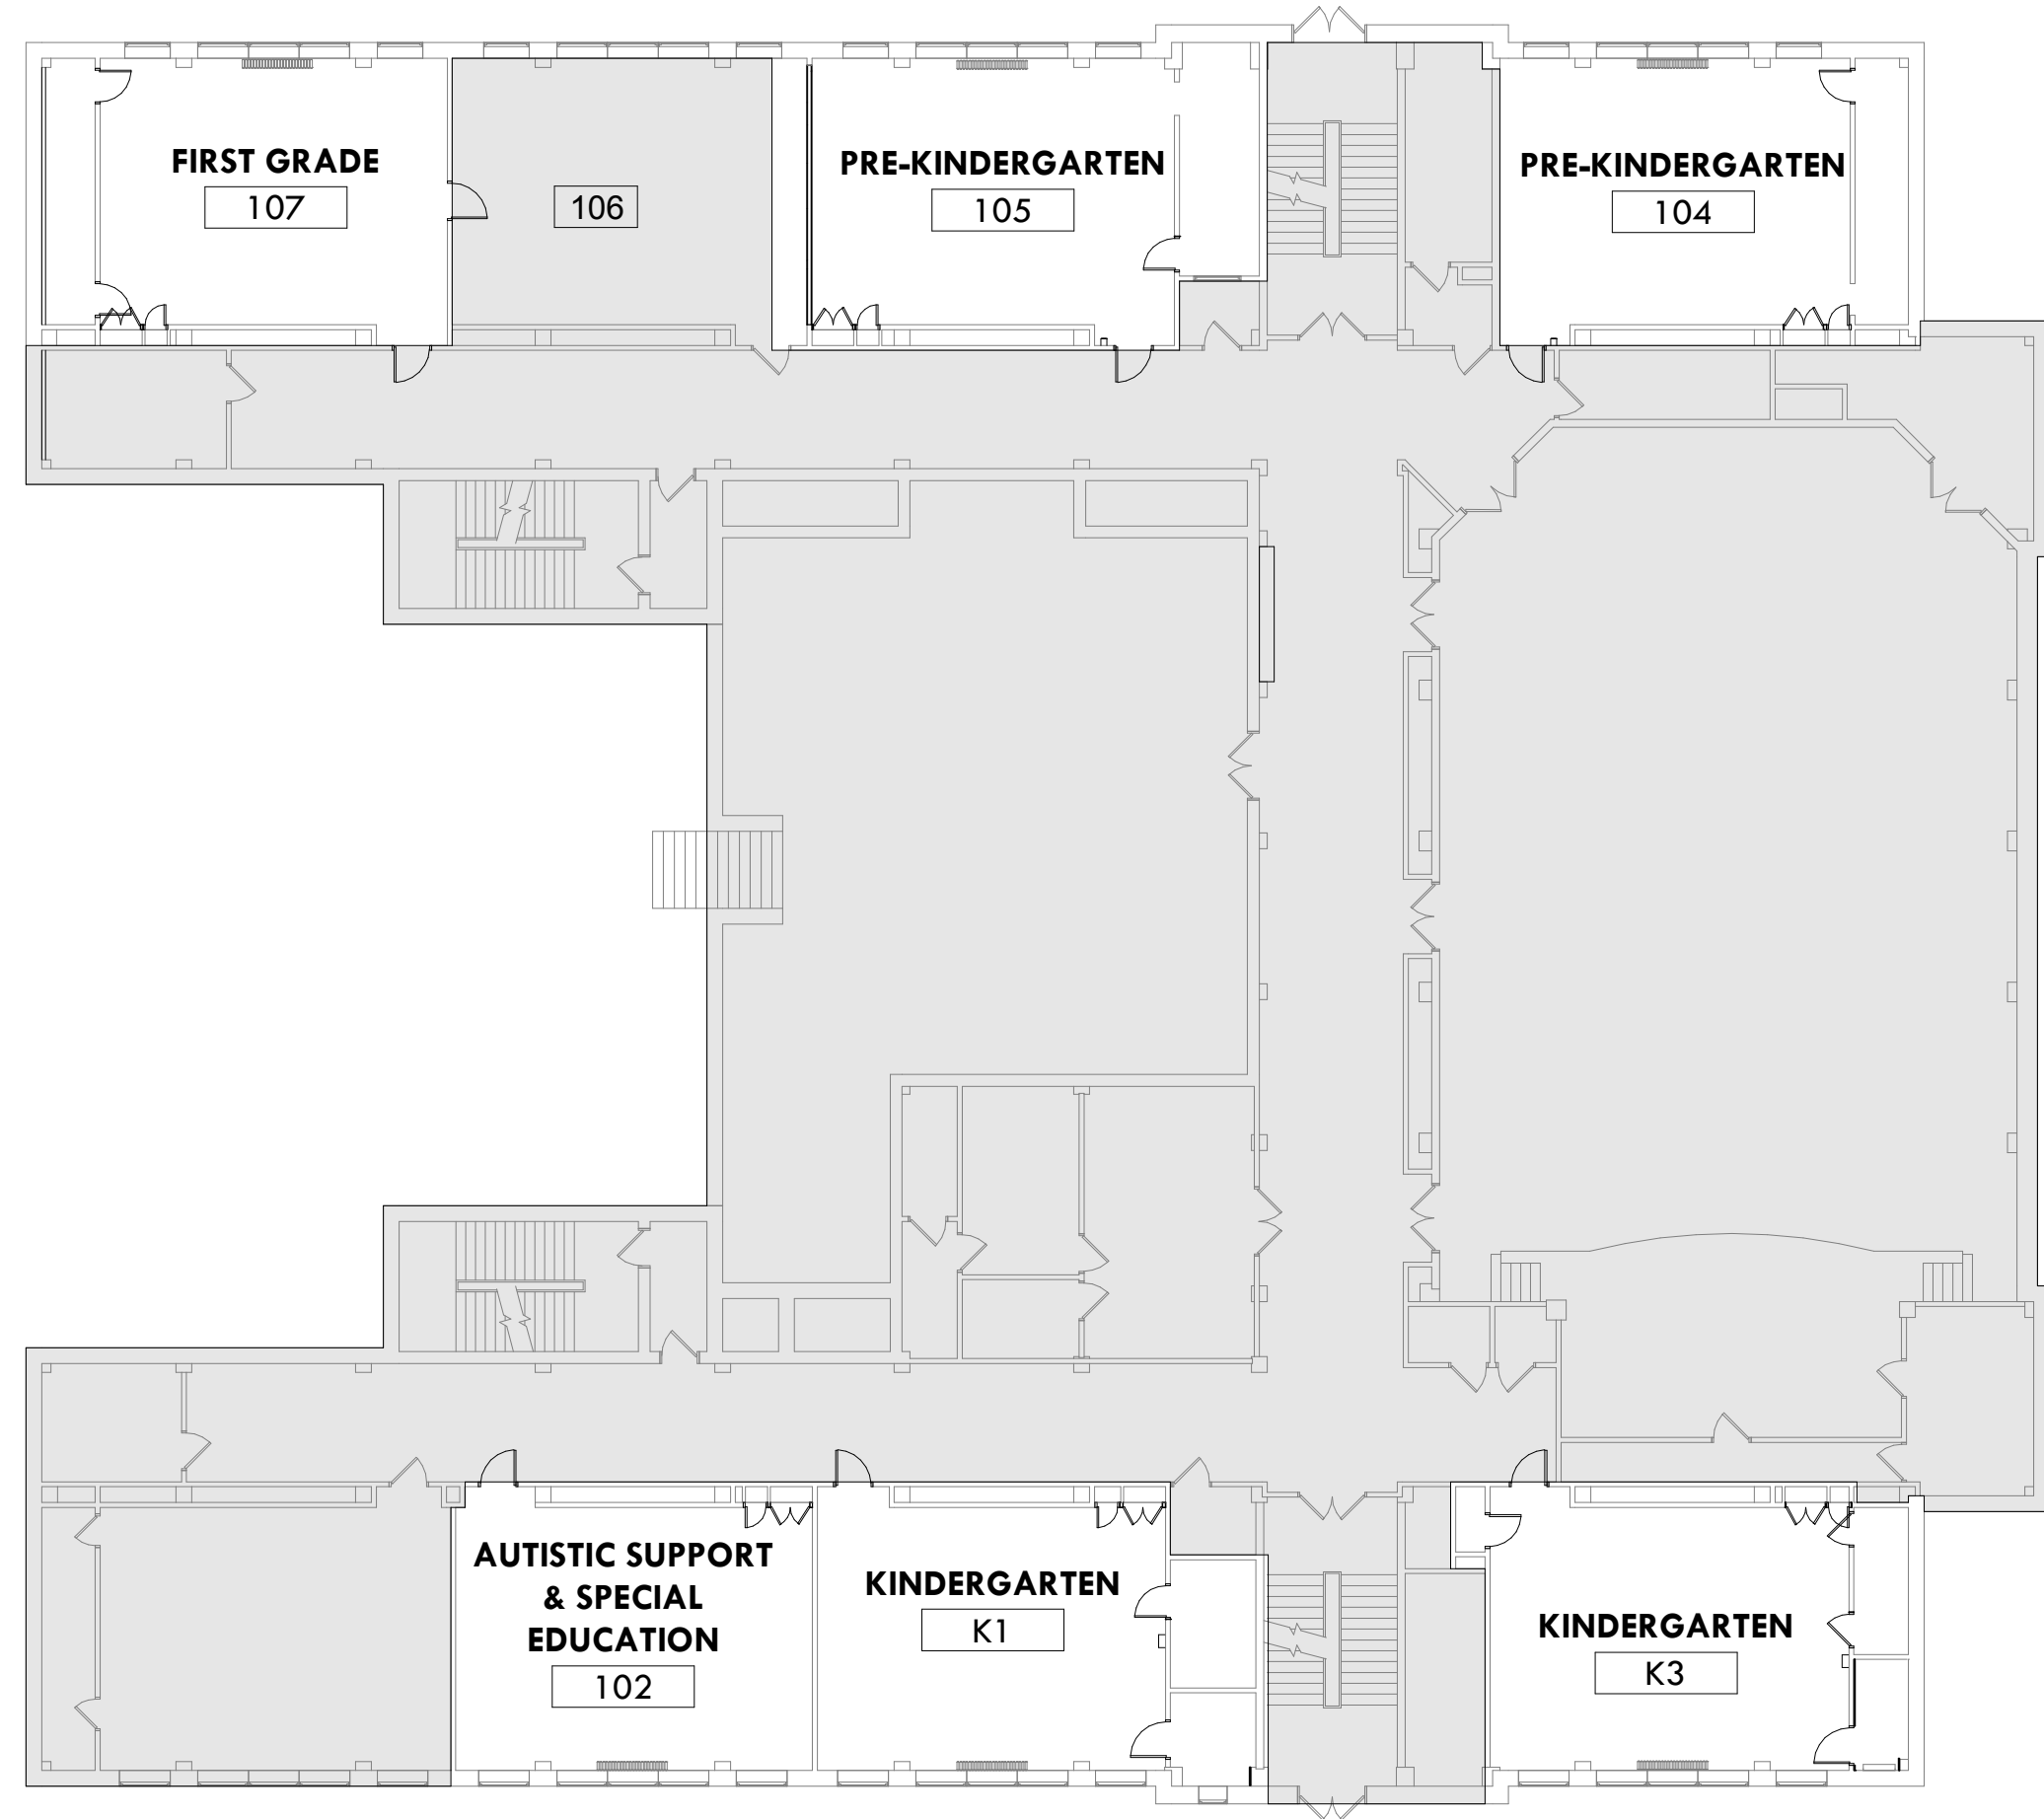 FIRST GRADE
107
106
PRE-KINDERGARTEN
105
PRE-KINDERGARTEN
104
AUTISTIC SUPPORT
& SPECIAL
EDUCATION
102
KINDERGARTEN
K1
KINDERGARTEN
K3